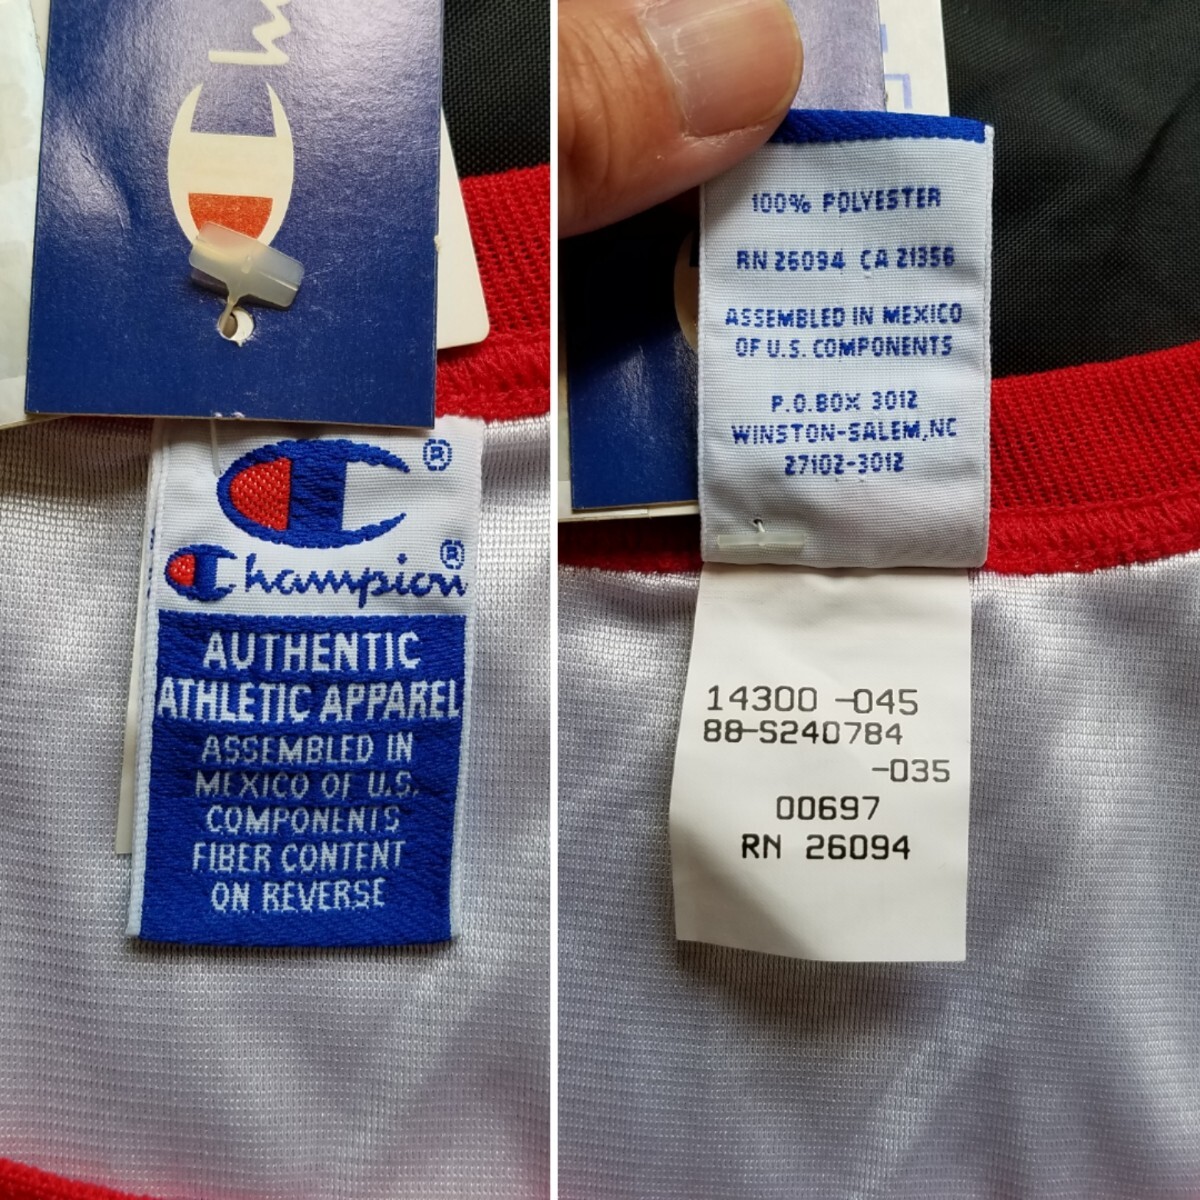 ®
Champion®
AUTHENTIC
ATHLETIC APPAREL
ASSEMBLED IN
MEXICO OF U.S.
COMPONENTS
FIBER CONTENT
ON REVERSE
100% POLYESTER
RN 26094 CA 21356
ASSEMBLED IN MEXICO
OF U.S. COMPONENTS
P.O.BOX 3012
WINSTON-SALEM,NC
27102-3012
14300 -045
88-S240784
-035
00697
RN 26094